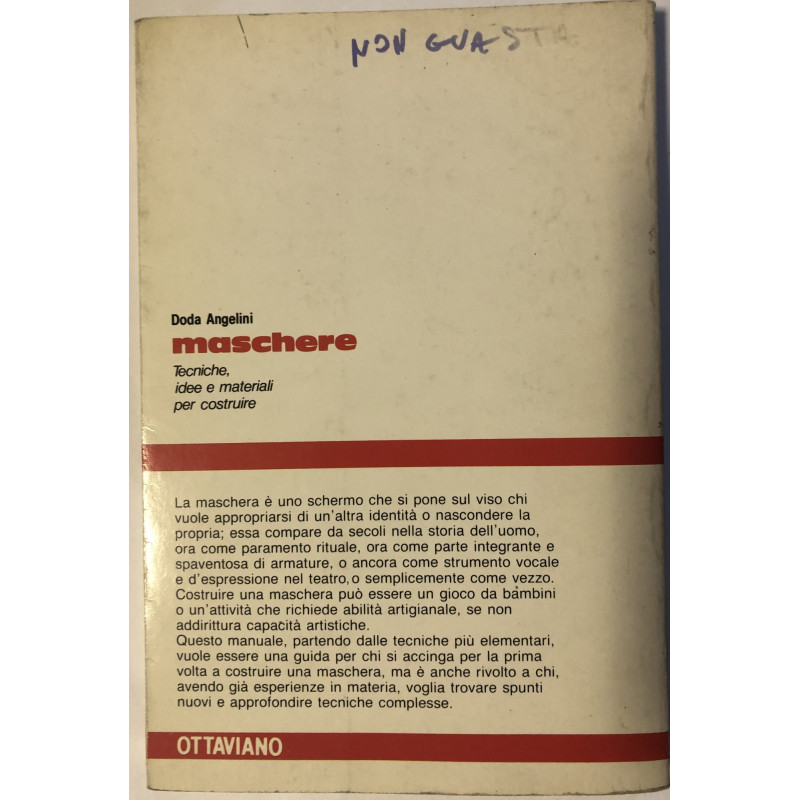 NON GUASTA
Doda Angelini
maschere
Tecniche,
idee e materiali
per costruire
La maschera è uno schermo che si pone sul viso chi
vuole appropriarsi di un'altra identità o nascondere la
propria; essa compare da secoli nella storia dell'uomo,
ora come paramento rituale, ora come parte integrante e
spaventosa di armature, o ancora come strumento vocale
e d'espressione nel teatro, o semplicemente come vezzo.
Costruire una maschera può essere un gioco da bambini
o un'attività che richiede abilità artigianale, se non
addirittura capacità artistiche.
Questo manuale, partendo dalle tecniche più elementari,
vuole essere una guida per chi si accinga per la prima
volta a costruire una maschera, ma è anche rivolto a chi,
avendo già esperienze in materia, voglia trovare spunti
nuovi e approfondire tecniche complesse.
OTTAVIANO